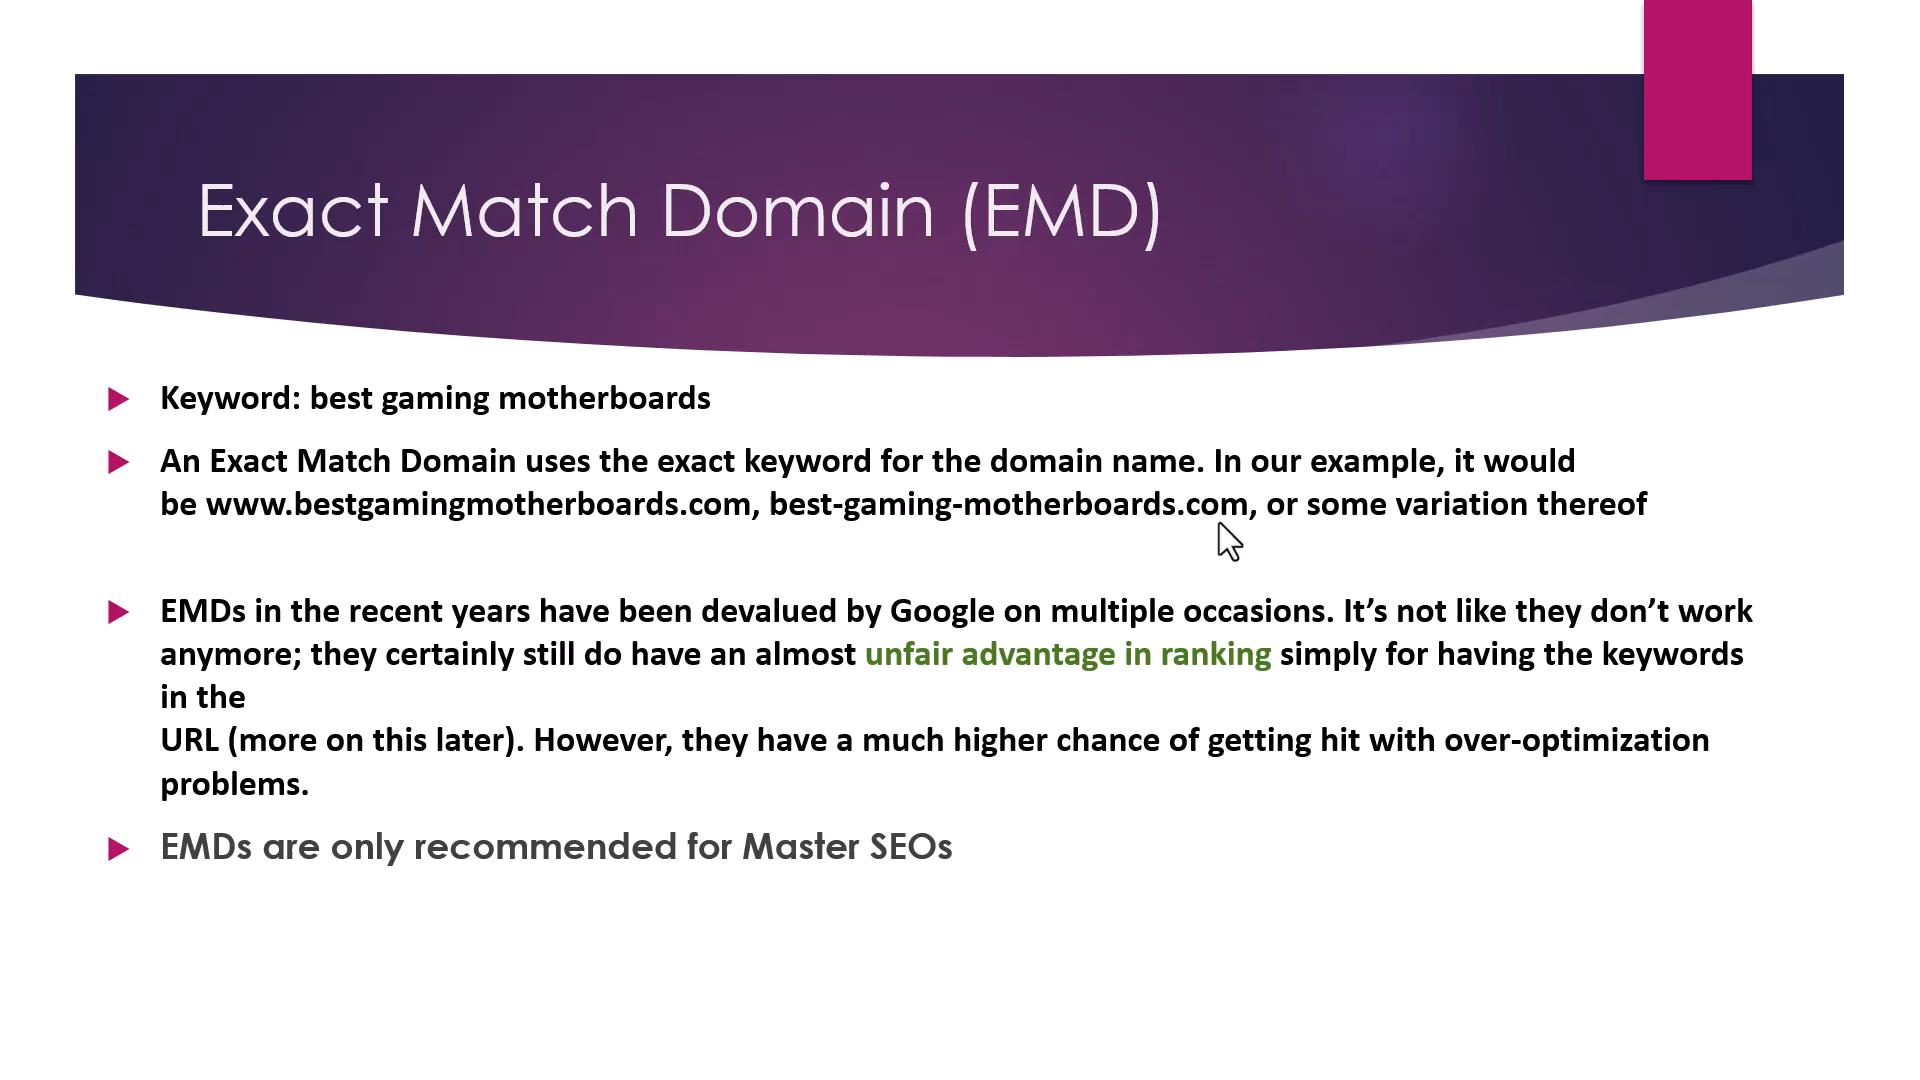 Exact Match Domain (EMD)
Keyword: best gaming motherboards
An Exact Match Domain uses the exact keyword for the domain name. In our example, it would
be www.bestgamingmotherboards.com, best-gaming-motherboards.com, or some variation thereof
EMDs in the recent years have been devalued by Google on multiple occasions. It’s not like they don’t work
anymore; they certainly still do have an almost unfair advantage in ranking simply for having the keywords
in the
URL (more on this later). However, they have a much higher chance of getting hit with over-optimization
problems.
EMDs are only recommended for Master SEOs